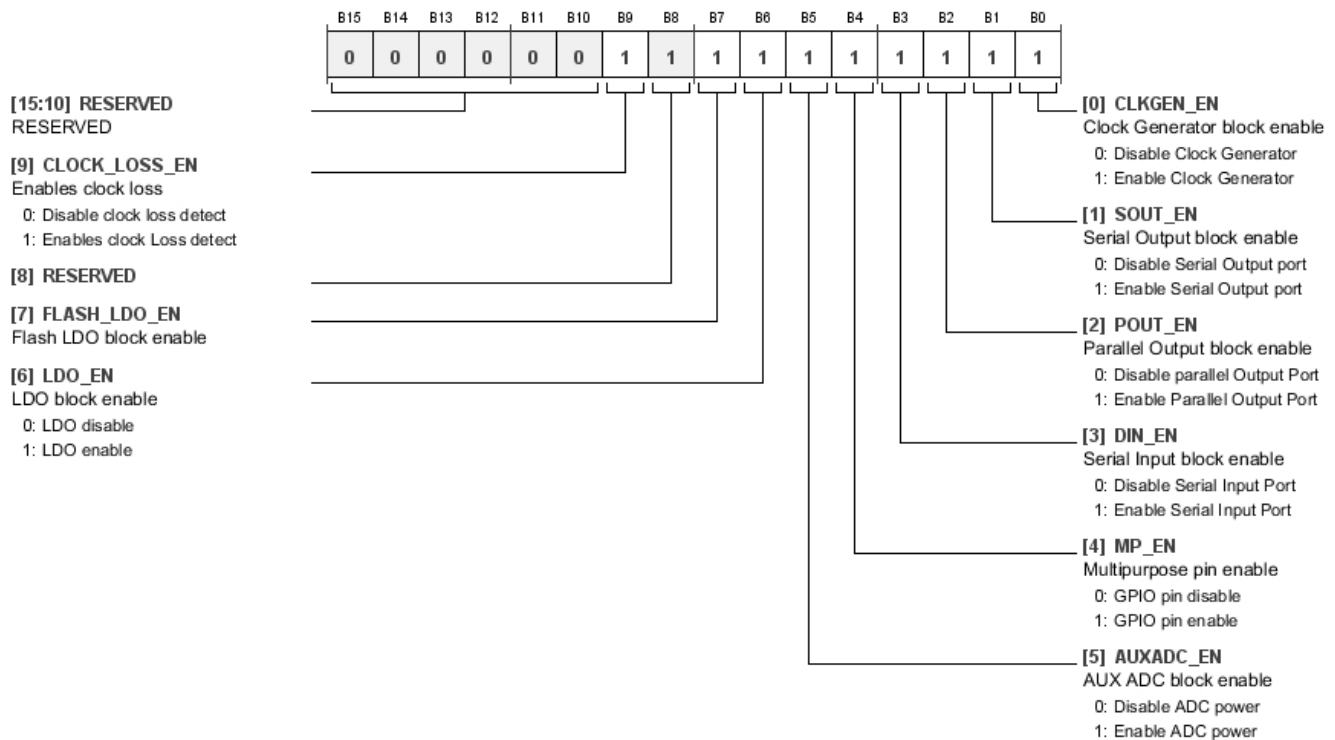 B15 B14 B13 B12 B11 B10 B9 B8 B7 B6 B5 B4 B3 B2 B1 B0
0 0 0 0 0 0 1 1 1 1 1 1 1 1 1 1
[15:10] RESERVED
RESERVED
[9] CLOCK_LOSS_EN
Enables clock loss
0: Disable clock loss detect
1: Enables clock Loss detect
[8] RESERVED
[7] FLASH_LDO_EN
Flash LDO block enable
[6] LDO_EN
LDO block enable
0: LDO disable
1: LDO enable
[0] CLKGEN_EN
Clock Generator block enable
0: Disable Clock Generator
1: Enable Clock Generator
[1] SOUT_EN
Serial Output block enable
0: Disable Serial Output port
1: Enable Serial Output port
[2] POUT_EN
Parallel Output block enable
0: Disable parallel Output Port
1: Enable Parallel Output Port
[3] DIN_EN
Serial Input block enable
0: Disable Serial Input Port
1: Enable Serial Input Port
[4] MP_EN
Multipurpose pin enable
0: GPIO pin disable
1: GPIO pin enable
[5] AUXADC_EN
AUX ADC block enable
0: Disable ADC power
1: Enable ADC power